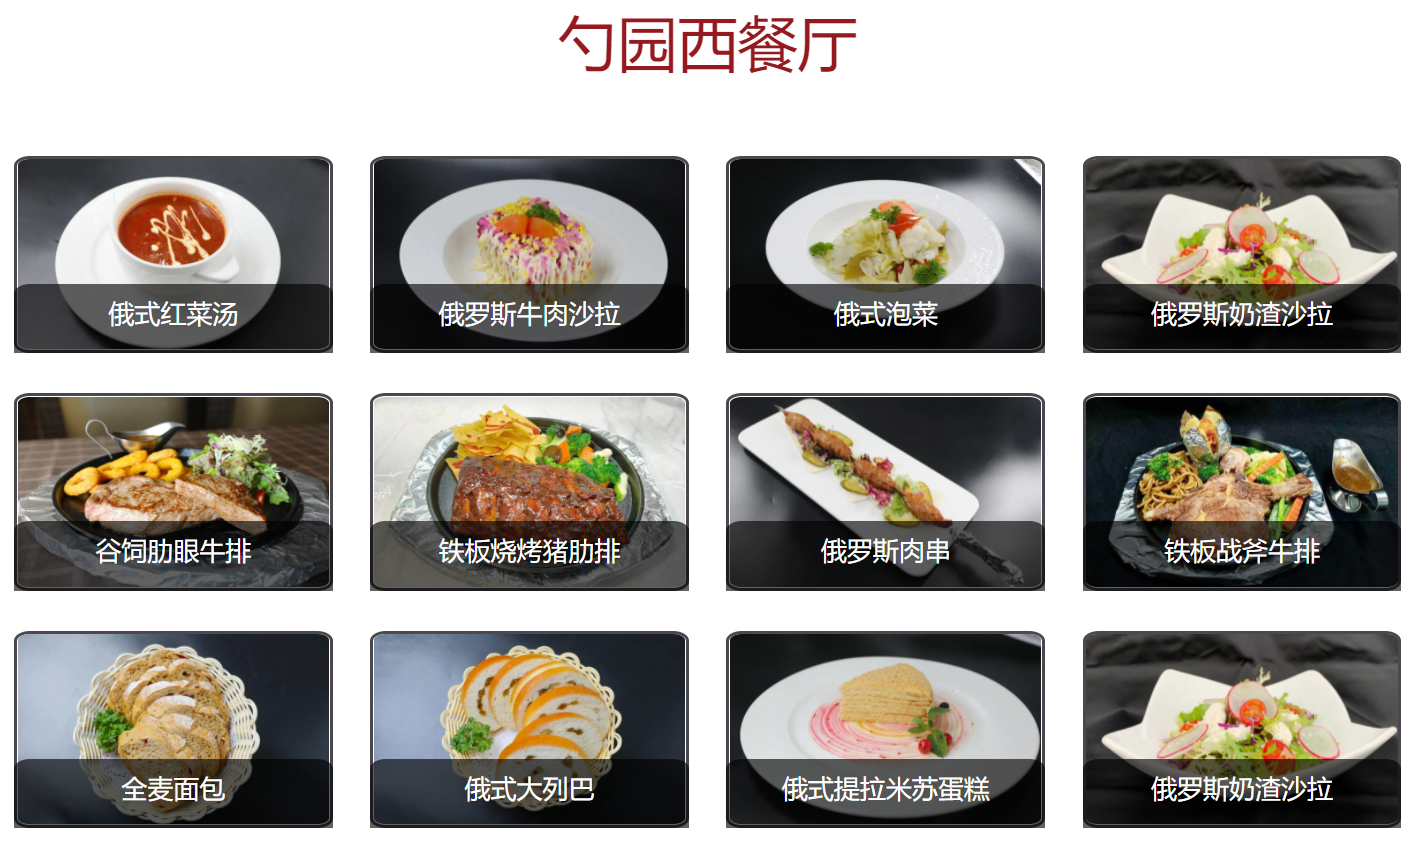 勺园西餐厅
俄式红菜汤
俄罗斯牛肉沙拉
俄式泡菜
俄罗斯奶渣沙拉
谷饲肋眼牛排
铁板烧烤猪肋排
俄罗斯肉串
铁板战斧牛排
全麦面包
俄式大列巴
俄式提拉米苏蛋糕
俄罗斯奶渣沙拉